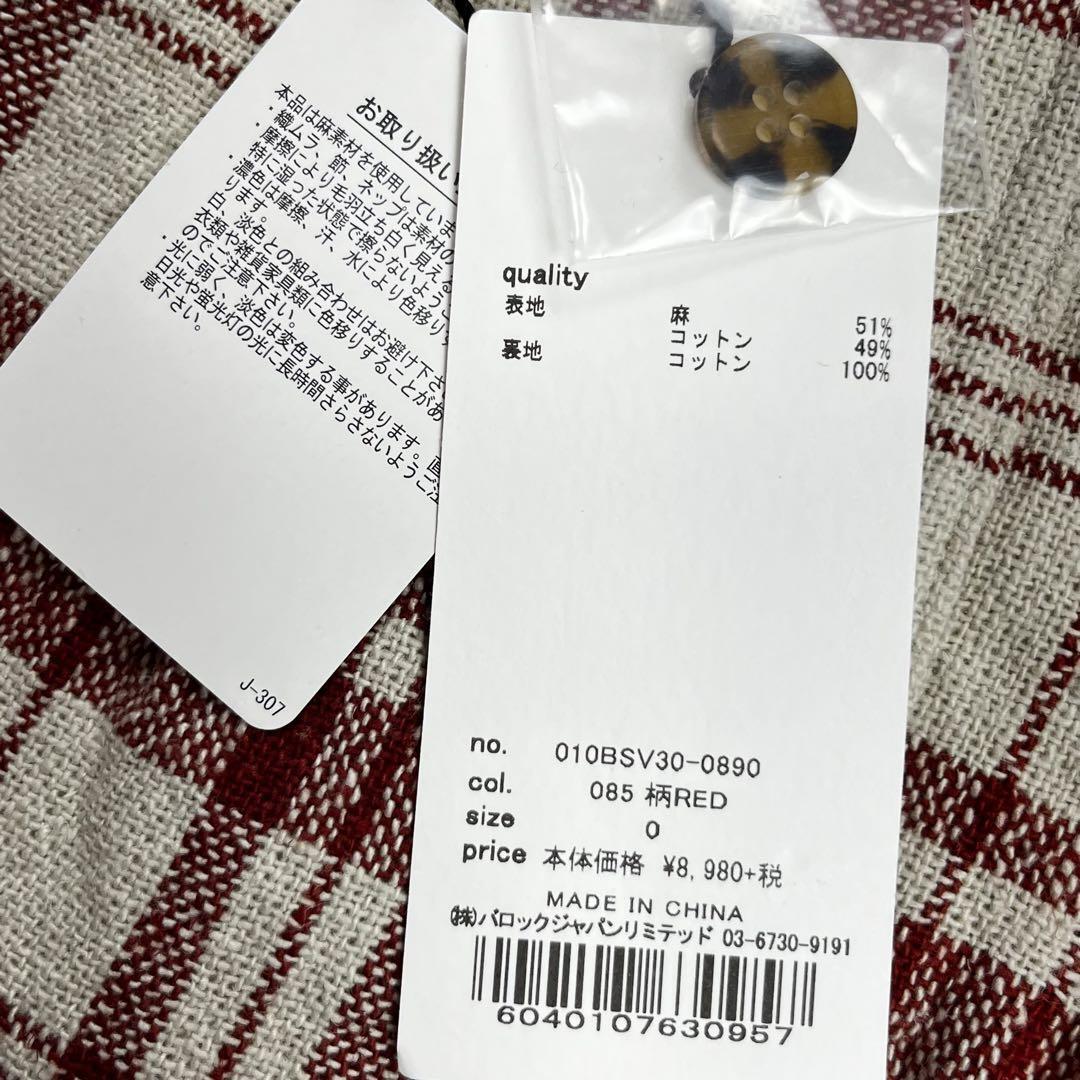 お取り扱い
本品は麻素材を使用していま
・織ムラ、節、ネップは素材の
・摩擦により毛羽立ち白く見える
特に湿った状態で擦らないよう
・濃色は摩擦、汗、水により色移りす
ります。
白、淡色との組み合わせはお避け下さ
衣類や雑貨家具類に色移りすることがあ
のでご注意下さい。
・光に弱く、淡色は変色する事があります。直
日光や蛍光灯の光に長時間さらさないようご注
意下さい。
J-307
quality
表地 麻 51%
コットン 49%
裏地 コットン 100%
no. 010BSV30-0890
col. 085 柄RED
size 0
price 本体価格 ¥8,980+税
MADE IN CHINA
㈱バロックジャパンリミテッド 03-6730-9191
6040107630957